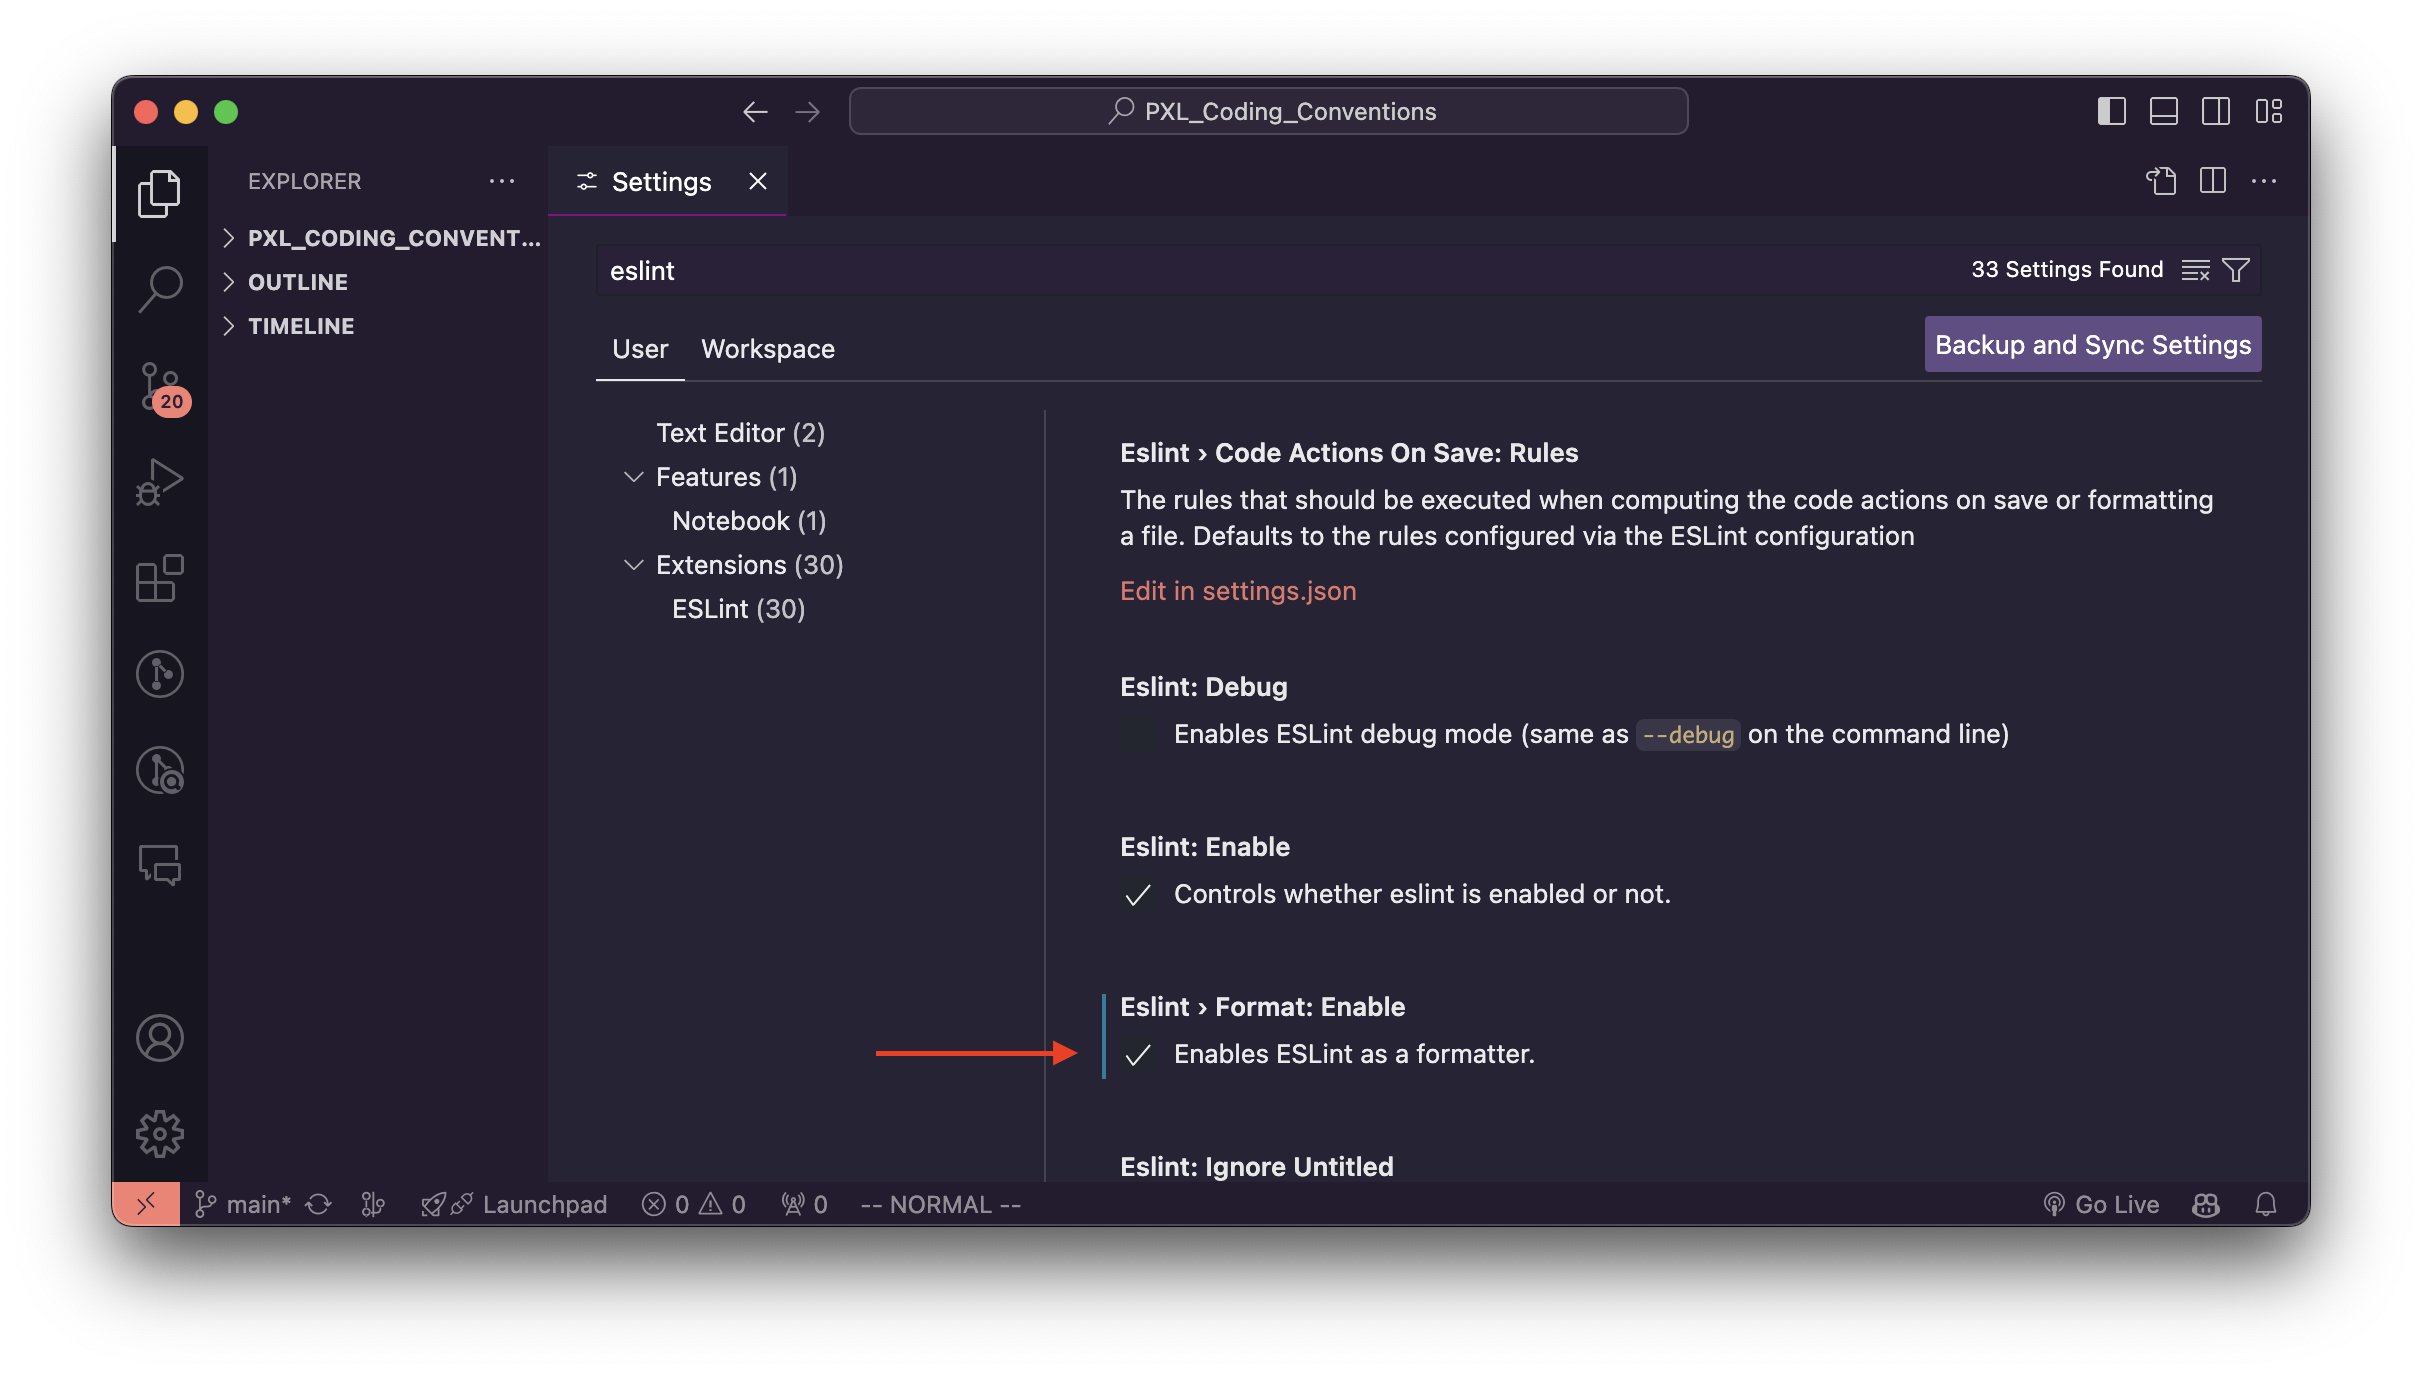 PXL_Coding_Conventions
EXPLORER
Settings
PXL_CODING_CONVENT...
OUTLINE
TIMELINE
20
eslint
33 Settings Found
User
Workspace
Backup and Sync Settings
Text Editor (2)
Features (1)
Notebook (1)
Extensions (30)
ESLint (30)
Eslint › Code Actions On Save: Rules
The rules that should be executed when computing the code actions on save or formatting
a file. Defaults to the rules configured via the ESLint configuration
Edit in settings.json
Eslint: Debug
Enables ESLint debug mode (same as --debug on the command line)
Eslint: Enable
Controls whether eslint is enabled or not.
Eslint › Format: Enable
Enables ESLint as a formatter.
Eslint: Ignore Untitled
main* Launchpad 0 0 0 -- NORMAL -- Go Live